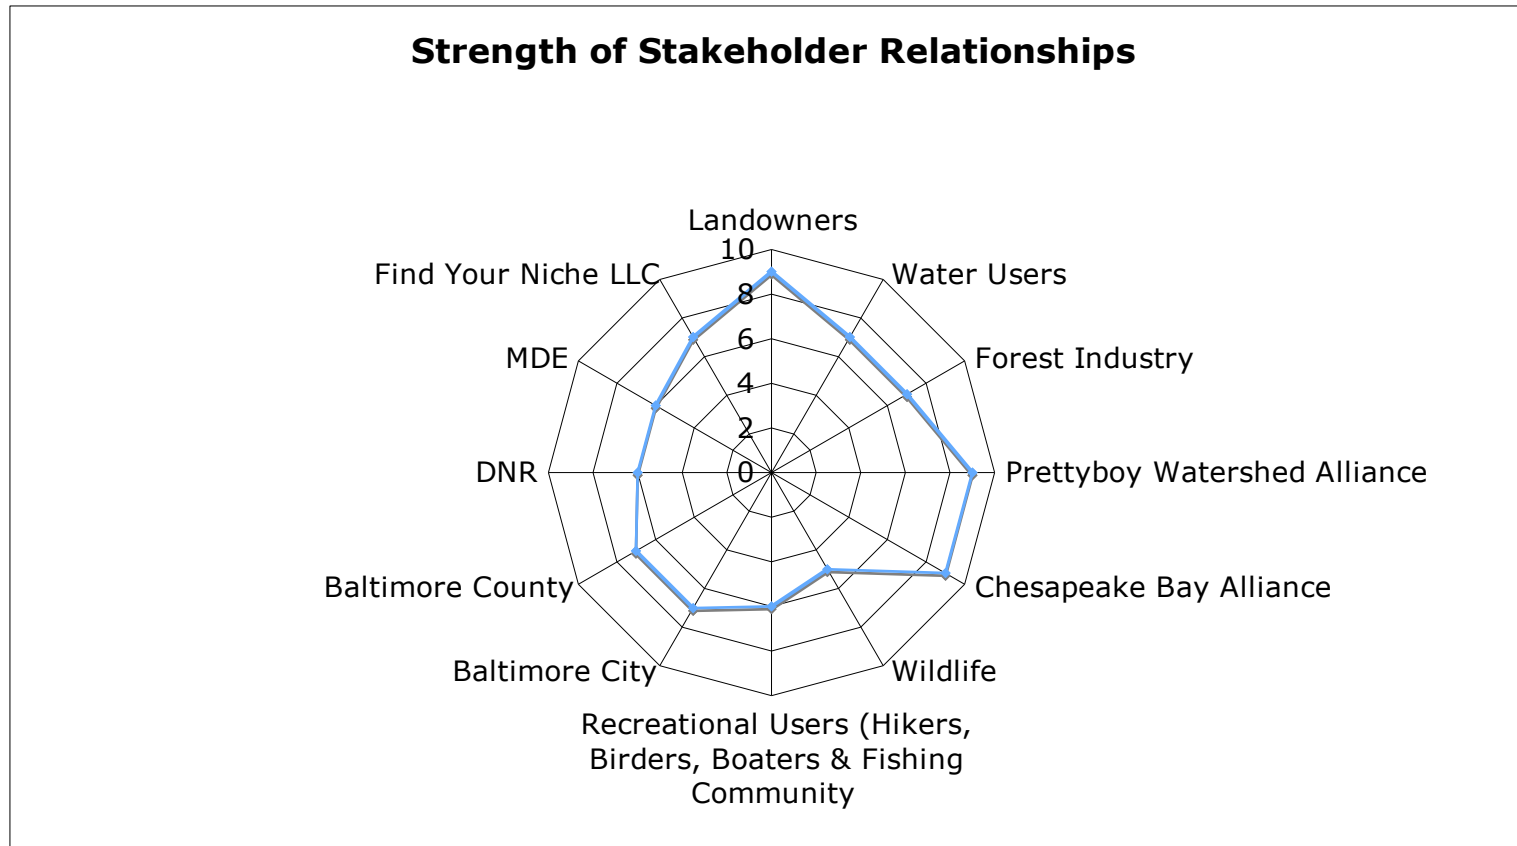 Strength of Stakeholder Relationships
Landowners
10
Find Your Niche LLC
Water Users
8
MDE
6
Forest Industry
4
2
DNR
0
Prettyboy Watershed Alliance
Baltimore County
Chesapeake Bay Alliance
Baltimore City
Wildlife
Recreational Users (Hikers,
Birders, Boaters & Fishing
Community